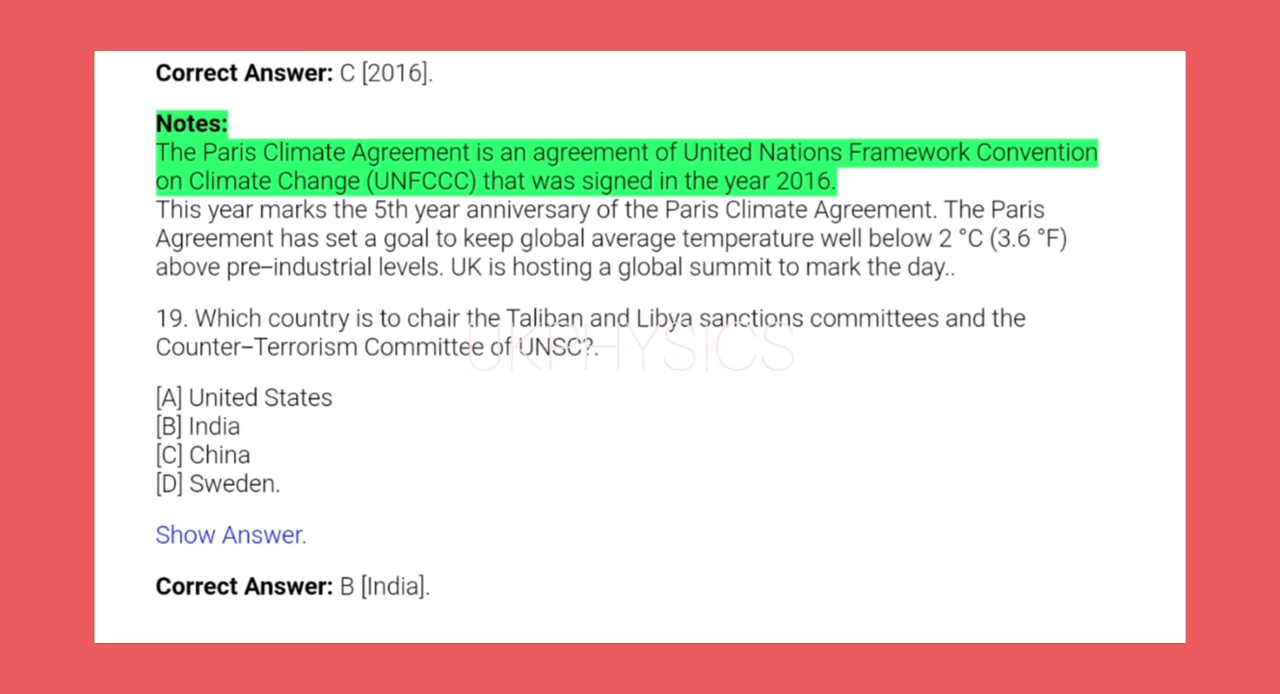 Correct Answer: C [2016].
Notes:
The Paris Climate Agreement is an agreement of United Nations Framework Convention
on Climate Change (UNFCCC) that was signed in the year 2016.
This year marks the 5th year anniversary of the Paris Climate Agreement. The Paris
Agreement has set a goal to keep global average temperature well below 2 °C (3.6 °F)
above pre–industrial levels. UK is hosting a global summit to mark the day..
19. Which country is to chair the Taliban and Libya sanctions committees and the
Counter–Terrorism Committee of UNSC?.
UKPHYSICS
[A] United States
[B] India
[C] China
[D] Sweden.
Show Answer.
Correct Answer: B [India].